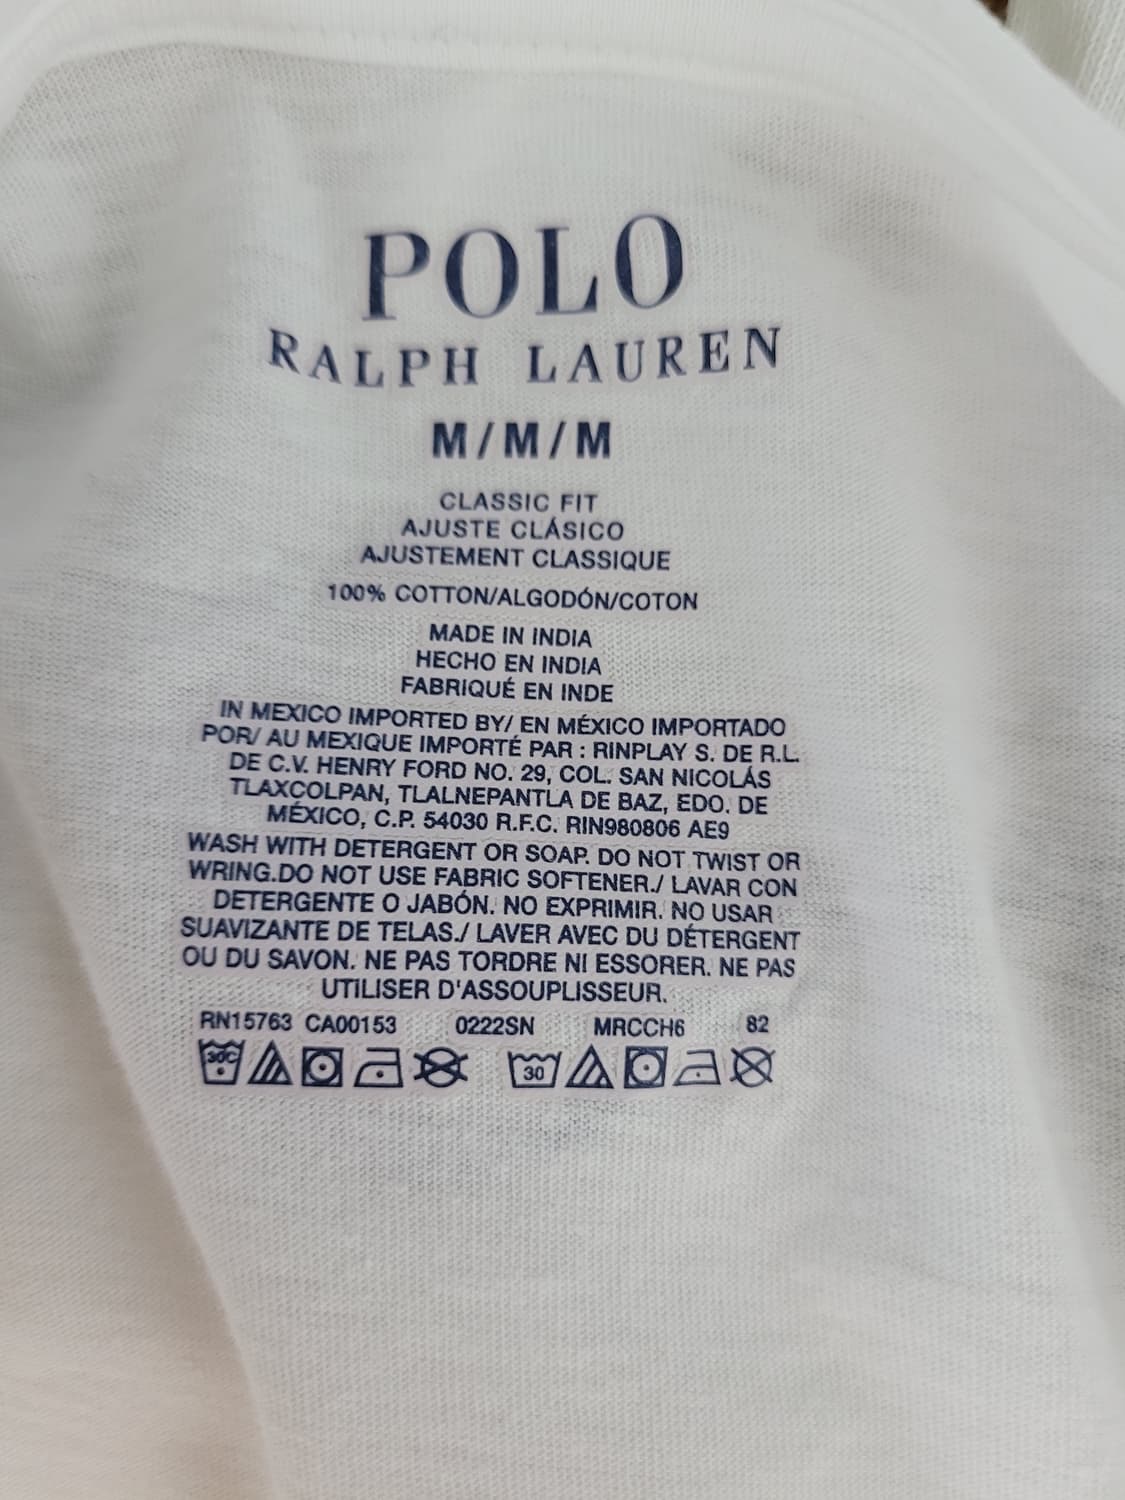 POLO
RALPH LAUREN
M/M/M
CLASSIC FIT
AJUSTE CLÁSICO
AJUSTEMENT CLASSIQUE
100% COTTON/ALGODÓN/COTON
MADE IN INDIA
HECHO EN INDIA
FABRIQUÉ EN INDE
IN MEXICO IMPORTED BY/ EN MÉXICO IMPORTADO
POR/ AU MEXIQUE IMPORTÉ PAR : RINPLAY S. DE R.L.
DE C.V. HENRY FORD NO. 29, COL. SAN NICOLÁS
TLAXCOLPAN, TLALNEPANTLA DE BAZ, EDO. DE
MÉXICO, C.P. 54030 R.F.C. RIN980806 AE9
WASH WITH DETERGENT OR SOAP. DO NOT TWIST OR
WRING.DO NOT USE FABRIC SOFTENER./ LAVAR CON
DETERGENTE O JABÓN. NO EXPRIMIR. NO USAR
SUAVIZANTE DE TELAS./ LAVER AVEC DU DÉTERGENT
OU DU SAVON. NE PAS TORDRE NI ESSORER. NE PAS
UTILISER D'ASSOUPLISSEUR.
RN15763 CA00153 0222SN MRCCH6 82
30C 30